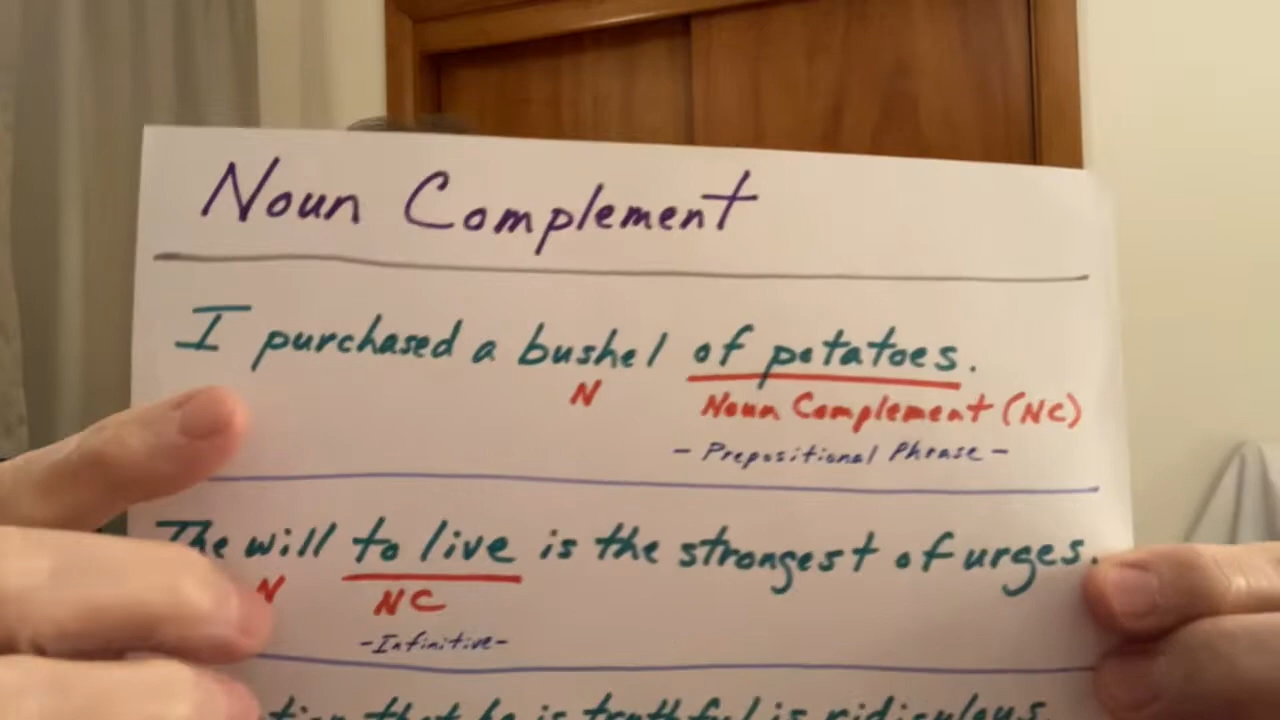 Noun Complement
I purchased a bushel of potatoes.
N Noun Complement (NC)
- Prepositional Phrase -
The will to live is the strongest of urges.
N NC
-Infinitive-
that he is truthful is ridiculous